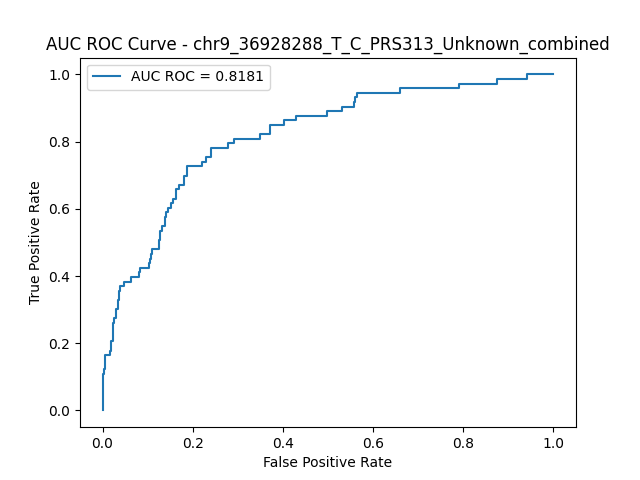 AUC ROC Curve - chr9_36928288_T_C_PRS313_Unknown_combined
AUC ROC = 0.8181
1.0
0.8
0.6
0.4
0.2
0.0
True Positive Rate
0.0 0.2 0.4 0.6 0.8 1.0
False Positive Rate